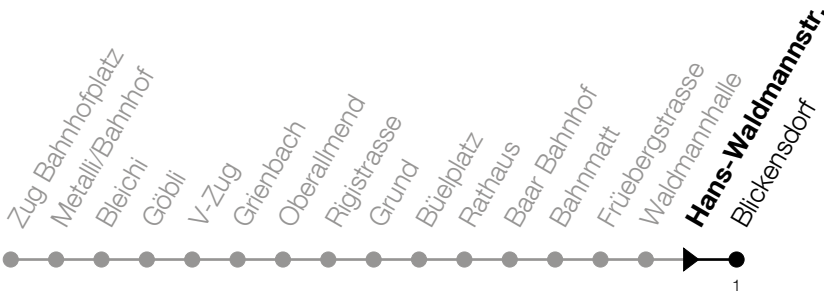 Zug Bahnhofplatz
Metalli/Bahnhof
Bleichi
Göbli
V-Zug
Grienbach
Oberallmend
Rigistrasse
Grund
Büelplatz
Rathaus
Baar Bahnhof
Bahnmatt
Früebergstrasse
Waldmannhalle
Hans-Waldmannstr.
Blickensdorf
1